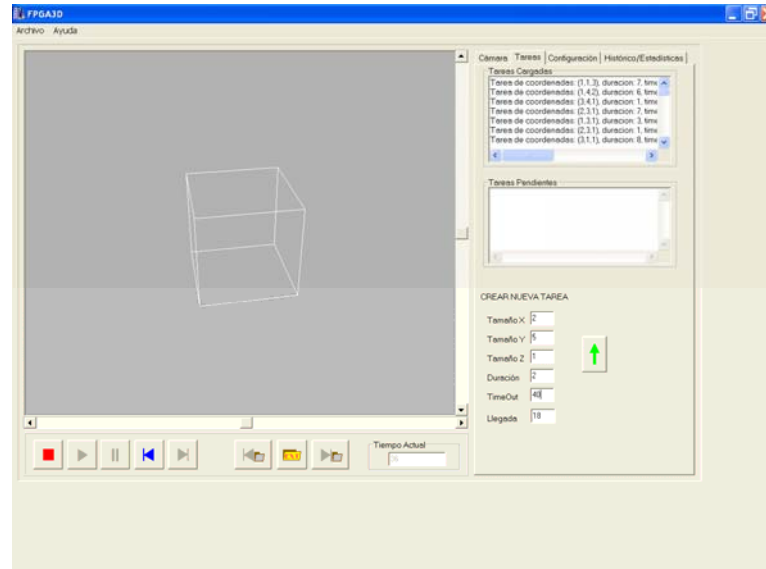 FPGA3D
Archivo Ayuda
Cámara Tareas Configuración Histórico/Estadísticas
Tareas Cargadas
Tarea de coordenadas: (1,1,3), duracion: 7, time
Tarea de coordenadas: (1,4,2), duracion: 6, time
Tarea de coordenadas: (3,4,1), duracion: 1, time
Tarea de coordenadas: (2,3,1), duracion: 7, time
Tarea de coordenadas: (1,3,1), duracion: 3, time
Tarea de coordenadas: (2,3,1), duracion: 1, time
Tarea de coordenadas: (3,1,1), duracion: 8, time
Tareas Pendientes
CREAR NUEVA TAREA
Tamaño X 2
Tamaño Y 5
Tamaño Z 1
Duración 2
TimeOut 40
Llegada 18
Tiempo Actual